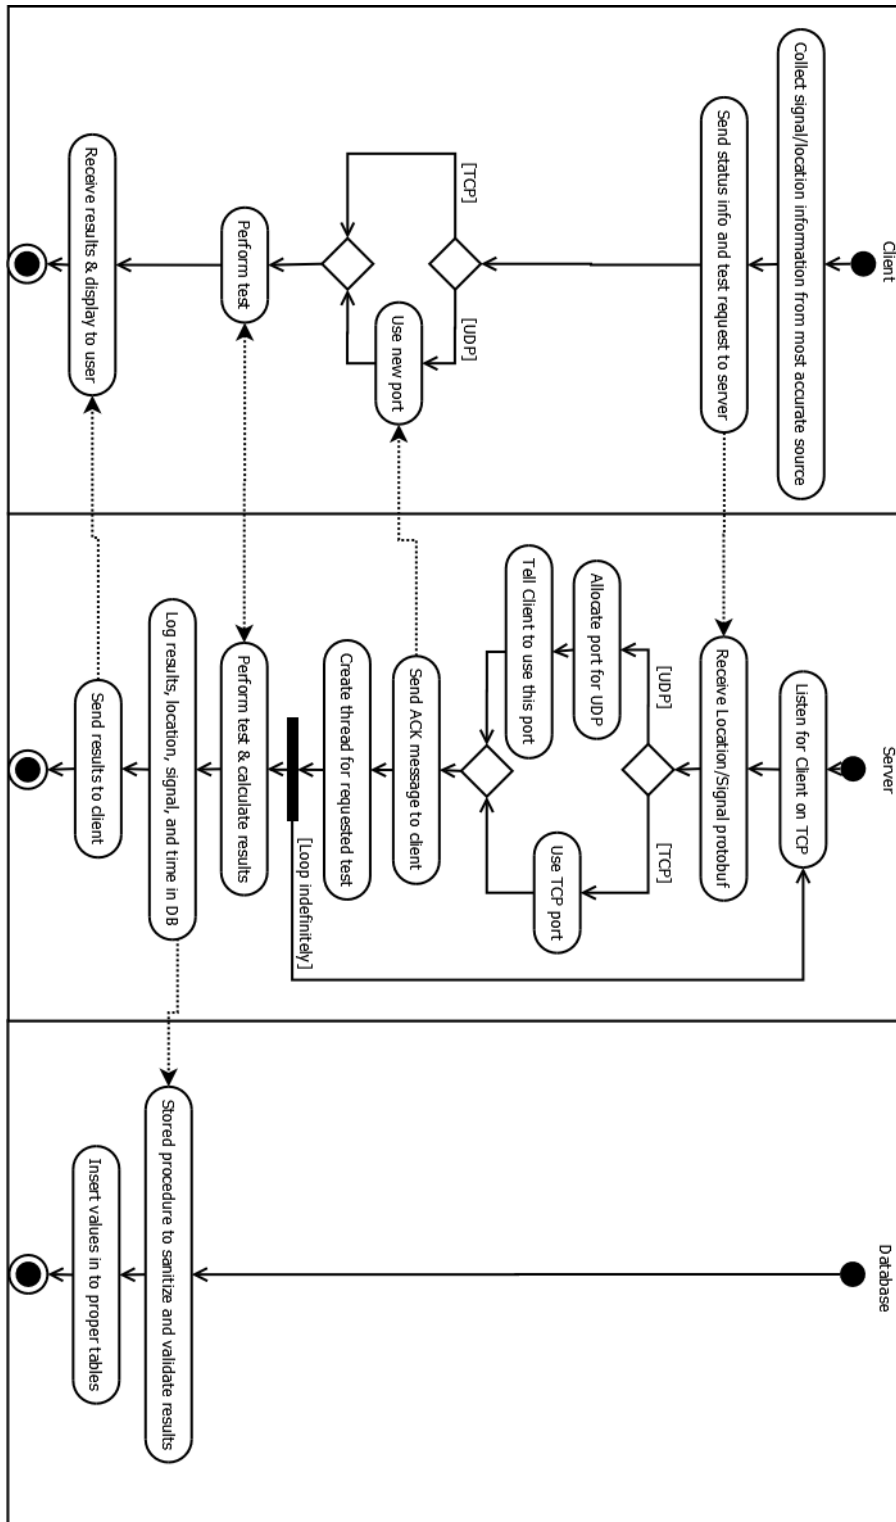 Client
Collect signal/location information from most accurate source
Send status info and test request to server
[TCP]
[UDP]
Use new port
Perform test
Receive results & display to user
Server
Listen for Client on TCP
Receive Location/Signal protobuf
[UDP]
[TCP]
Allocate port for UDP
Tell Client to use this port
Use TCP port
Send ACK message to client
Create thread for requested test
[Loop indefinitely]
Perform test & calculate results
Log results, location, signal, and time in DB
Send results to client
Database
Stored procedure to sanitize and validate results
Insert values in to proper tables